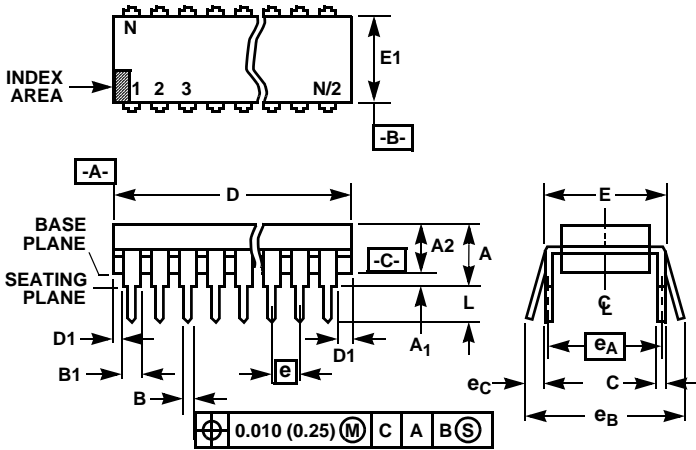 N
E1
INDEX
AREA
1 2 3 N/2
-B-
-A-
D
E
BASE
PLANE
A2
A
-C-
SEATING
PLANE
L
C
L
D1
A1
D1
eA
B1
e
eC
C
B
eB
0.010 (0.25) M C A B S